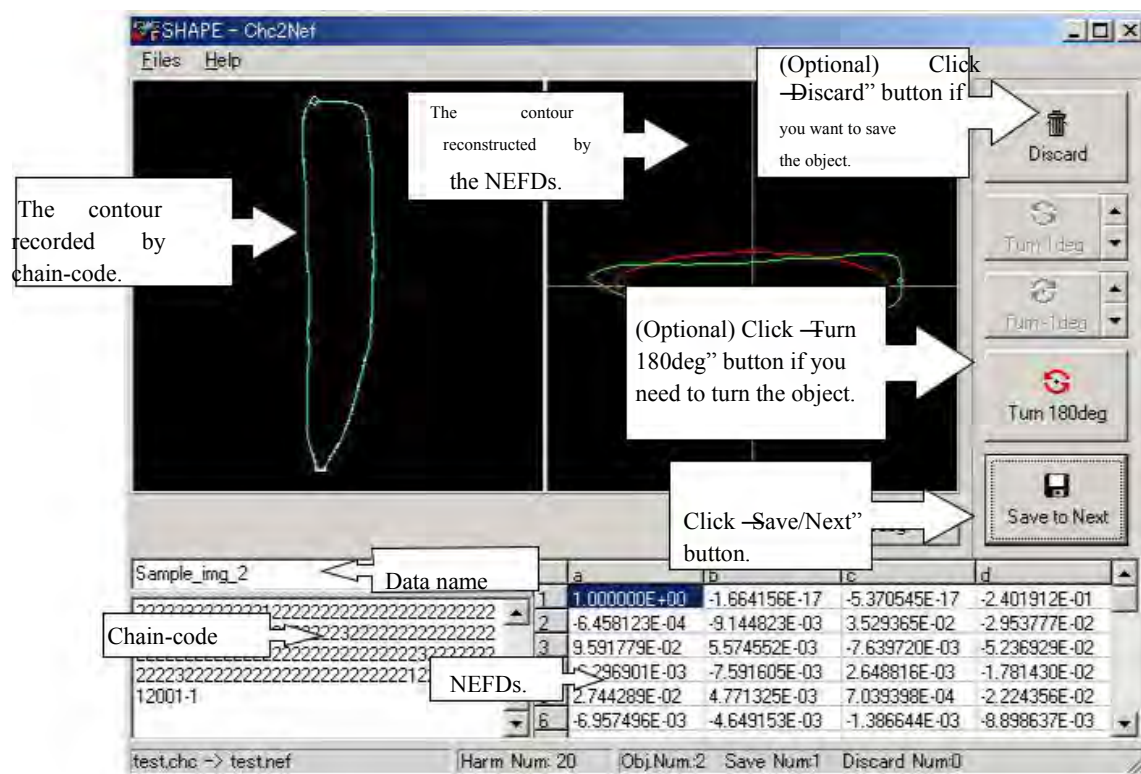 SHAPE - Chc2Nef
Files Help
The contour
reconstructed by
the NEFDs.
(Optional) Click
―Discard” button if
you want to save
the object.
Discard
The contour
recorded by
chain-code.
Turn 1deg
Turn -1deg
(Optional) Click ―Turn
180deg” button if you
need to turn the object.
Turn 180deg
Click ―Save/Next”
button.
Save to Next
Sample_img_2
Data name
Chain-code
12001-1
NEFDs.
a b c d
1 1.000000E+00 -1.664156E-17 -5.370545E-17 -2.401912E-01
2 -6.458123E-04 -9.144823E-03 3.529365E-02 -2.953777E-02
3 9.591779E-02 5.574552E-03 -7.639720E-03 -5.236929E-02
296901E-03 -7.591605E-03 2.648816E-03 -1.781430E-02
2.744289E-02 4.771325E-03 7.039398E-04 -2.224356E-02
6 -6.957496E-03 -4.649153E-03 -1.386644E-03 -8.898637E-03
test.chc -> test.nef Harm Num: 20 Obj.Num:2 Save Num:1 Discard Num:0